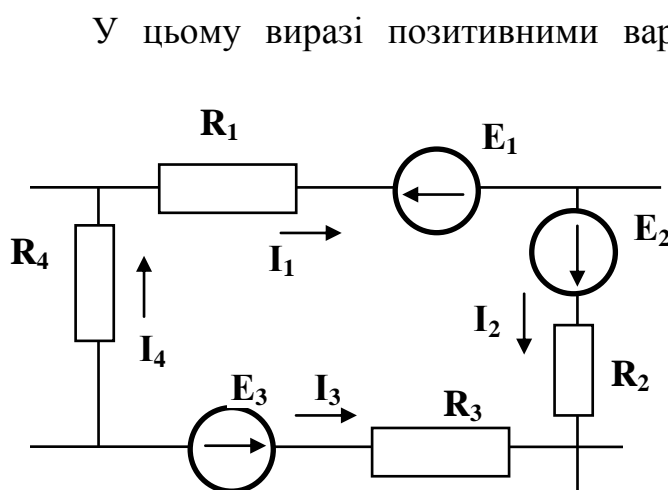 У цьому виразі позитивними вар
R₁
E₁
R₄
I₁
E₂
I₄
I₂
E₃
I₃
R₃
R₂